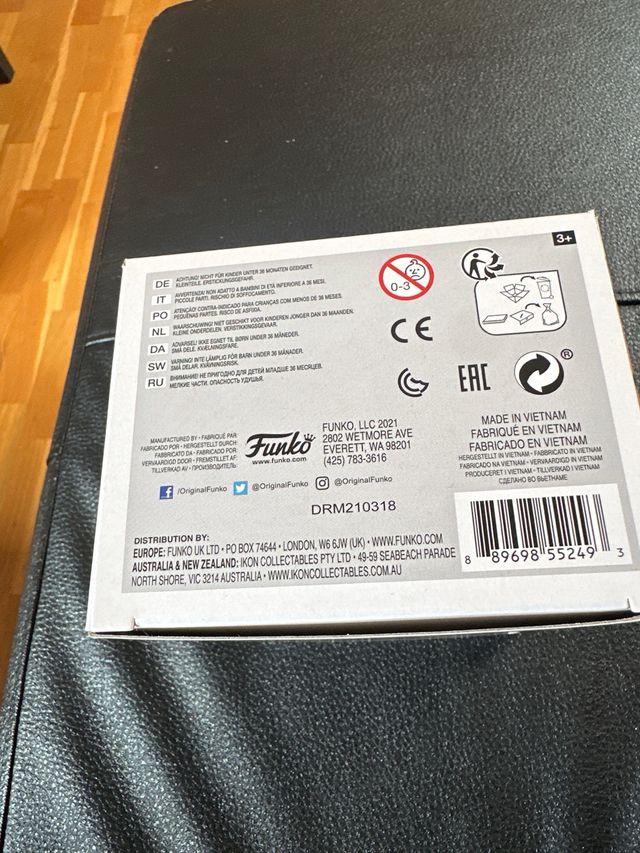 3+
DE ACHTUNG! NICHT FÜR KINDER UNTER 36 MONATEN GEEIGNET.
KLEINTEILE. ERSTICKUNGSGEFAHR.
IT AVVERTENZA! NON ADATTO A BAMBINI DI ETÀ INFERIORE A 36 MESI.
PICCOLE PARTI. RISCHIO DI SOFFOCAMENTO.
PO ATENÇÃO! CONTRA-INDICADO PARA CRIANÇAS COM MENOS DE 36 MESES.
PEQUENAS PARTES. RISCO DE ASFIXIA.
NL WAARSCHUWING! NIET GESCHIKT VOOR KINDEREN JONGER DAN 36 MAANDEN.
KLEINE ONDERDELEN. VERSTIKKINGSGEVAAR.
DA ADVARSEL! IKKE EGNET TIL BØRN UNDER 36 MÅNEDER.
SMÅ DELE. KVÆLNINGSFARE.
SW VARNING! INTE LÄMPLIG FÖR BARN UNDER 36 MÅNADER.
SMÅ DELAR. KVÄVNINGSRISK.
RU ВНИМАНИЕ! НЕ ПРИГОДНО ДЛЯ ДЕТЕЙ МЛАДШЕ 36 МЕСЯЦЕВ.
МЕЛКИЕ ЧАСТИ. ОПАСНОСТЬ УДУШЬЯ.
0-3
CE
EAC
®
MANUFACTURED BY • FABRIQUÉ PAR
FABRICADO POR • HERGESTELLT DURCH
FABBRICATO DA • FABRICADO POR
VERVAARDIGD DOOR • FREMSTILLET AF
TILLVERKAD AV • ПРОИЗВОДИТЕЛЬ
Funko
www.funko.com
FUNKO, LLC 2021
2802 WETMORE AVE
EVERETT, WA 98201
(425) 783-3616
/OriginalFunko @OriginalFunko @OriginalFunko
DRM210318
MADE IN VIETNAM
FABRIQUÉ EN VIETNAM
FABRICADO EN VIETNAM
HERGESTELLT IN VIETNAM • FABBRICATO IN VIETNAM
FABRICADO NA VIETNAM • VERVAARDIGD IN VIETNAM
PRODUCERET I VIETNAM • TILLVERKAD I VIETNAM
СДЕЛАНО ВО ВЬЕТНАМЕ
8 89698 55249 3
DISTRIBUTION BY:
EUROPE: FUNKO UK LTD • PO BOX 74644 • LONDON, W6 6JW (UK) • WWW.FUNKO.COM
AUSTRALIA & NEW ZEALAND: IKON COLLECTABLES PTY LTD • 49-59 SEABEACH PARADE
NORTH SHORE, VIC 3214 AUSTRALIA • WWW.IKONCOLLECTABLES.COM.AU